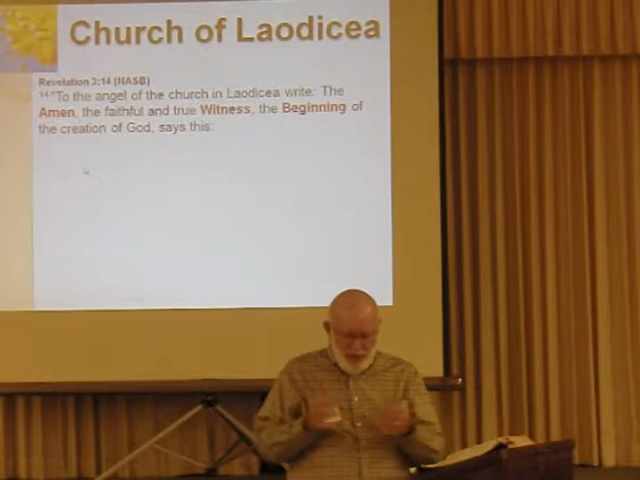 Church of Laodicea
Revelation 3:14 (NASB)
14 "To the angel of the church in Laodicea write: The
Amen, the faithful and true Witness, the Beginning of
the creation of God, says this: